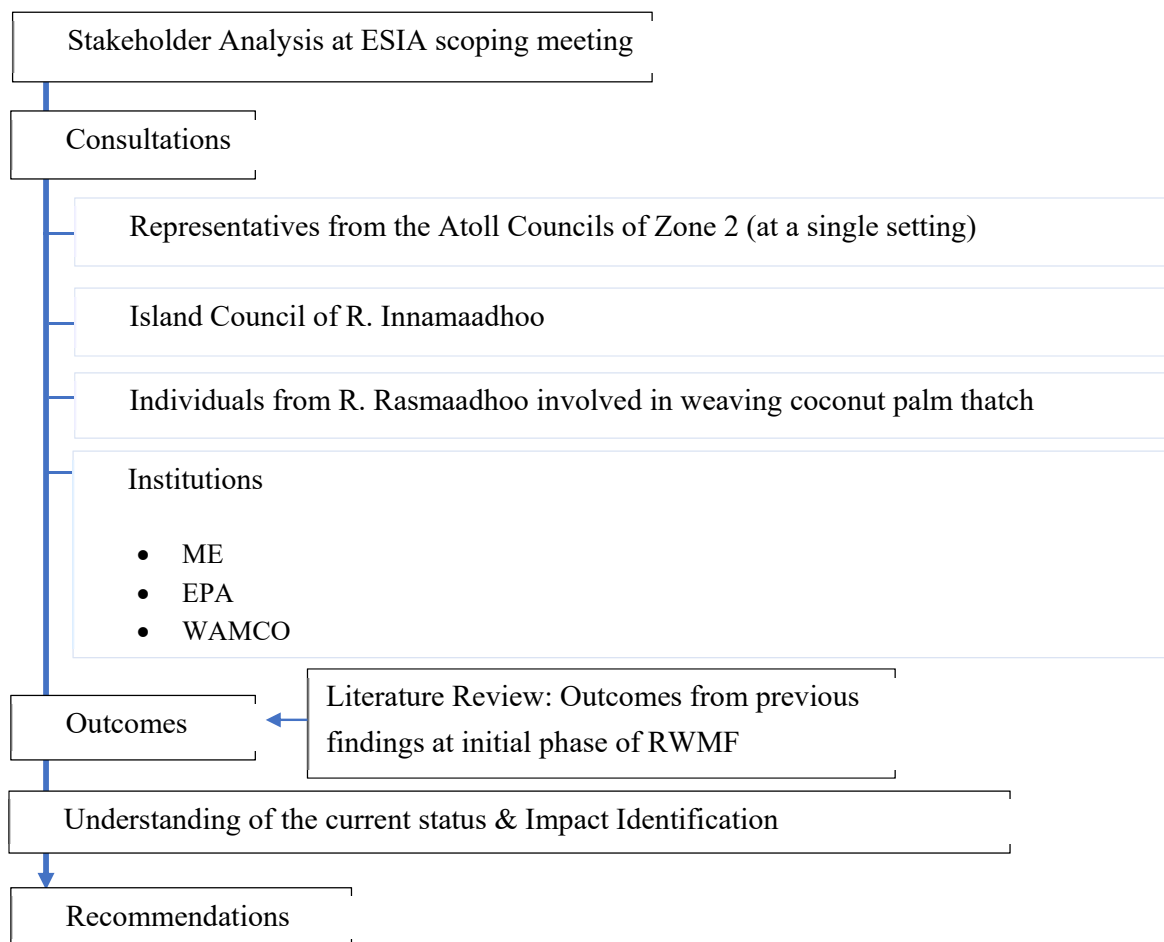 Stakeholder Analysis at ESIA scoping meeting
Consultations
Representatives from the Atoll Councils of Zone 2 (at a single setting)
Island Council of R. Innamaadhoo
Individuals from R. Rasmaadhoo involved in weaving coconut palm thatch
Institutions
• ME
• EPA
• WAMCO
Outcomes
Literature Review: Outcomes from previous
findings at initial phase of RWMF
Understanding of the current status & Impact Identification
Recommendations